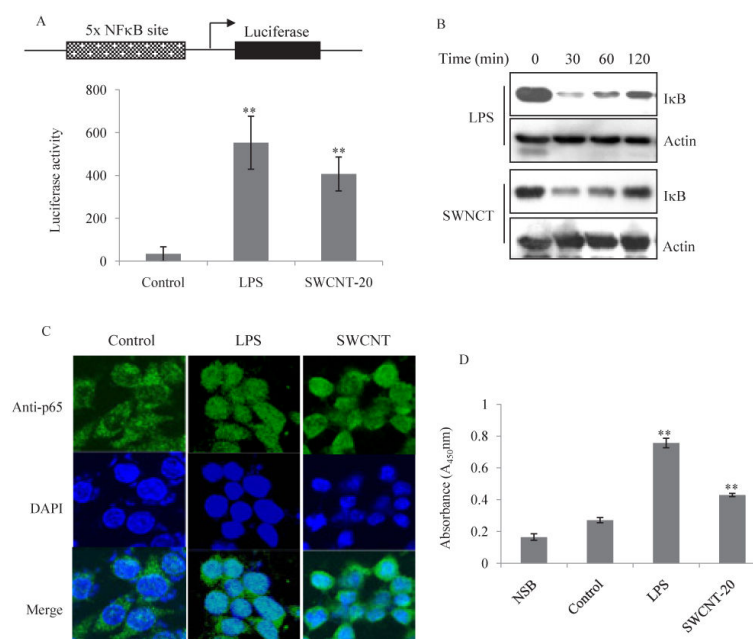 A
5x NFκB site
Luciferase
800
600
400
200
0
Luciferase activity
**
**
Control LPS SWCNT-20
B
Time (min) 0 30 60 120
LPS
IκB
Actin
SWNCT
IκB
Actin
C
Control LPS SWCNT
Anti-p65
DAPI
Merge
D
1
0.8
0.6
0.4
0.2
0
Absorbance (A450nm)
**
**
NSB Control LPS SWCNT-20